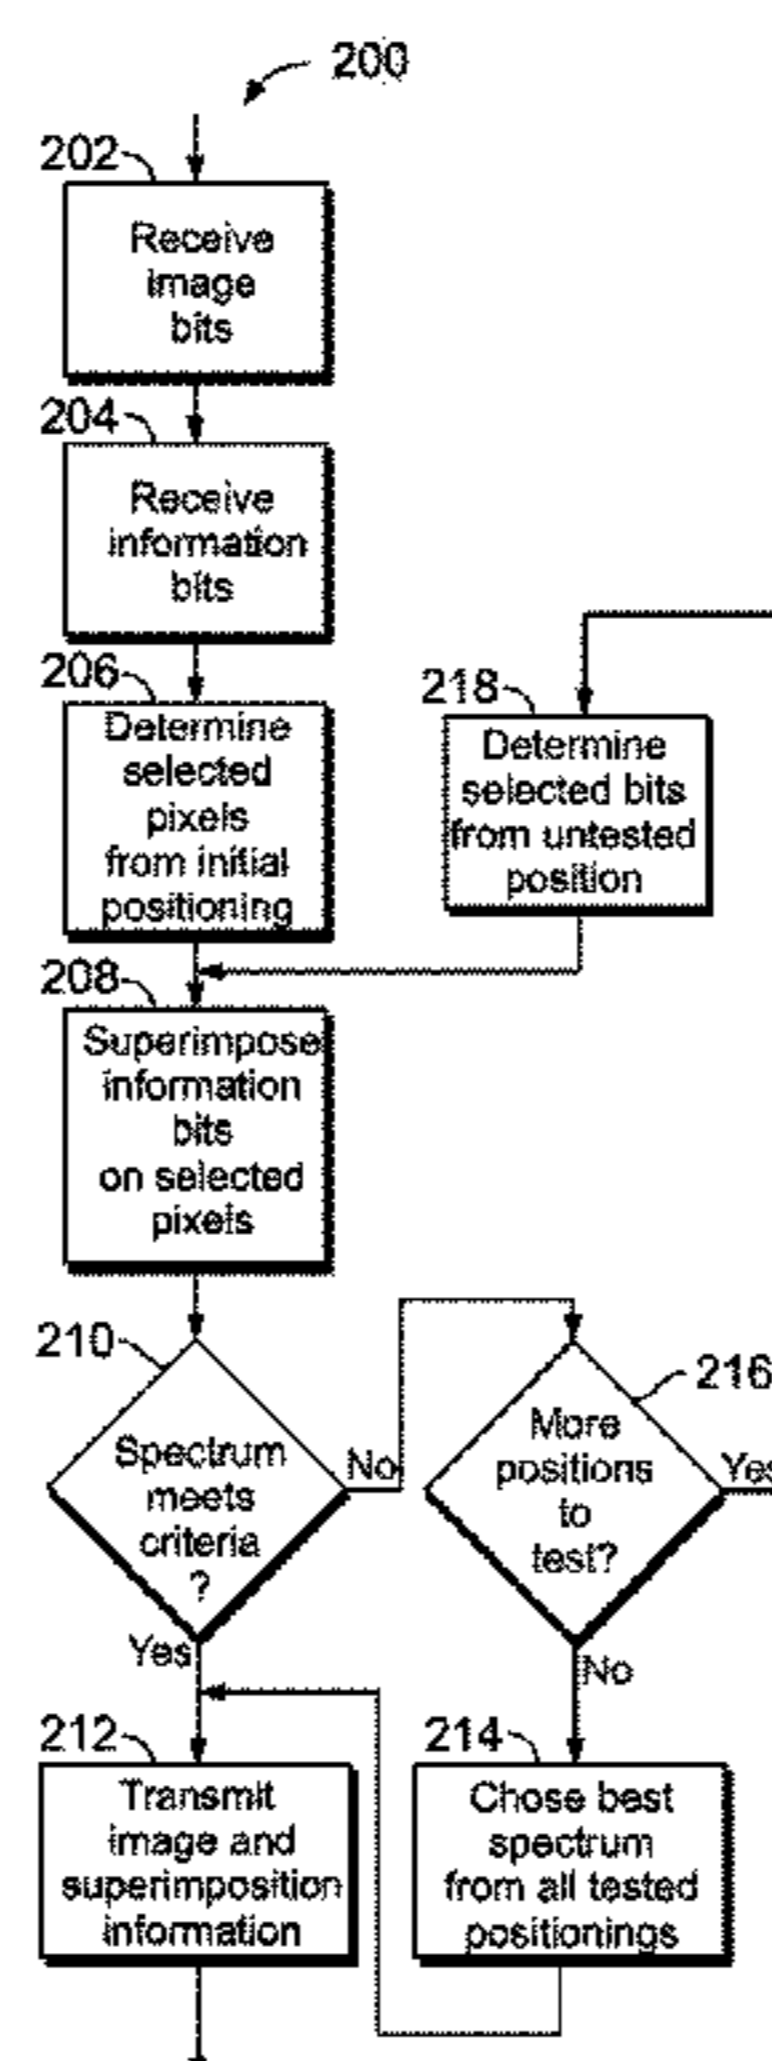 200
202
Receive
image
bits
204
Receive
information
bits
206
Determine
selected
pixels
from initial
positioning
218
Determine
selected bits
from untested
position
208
Superimpose
information
bits
on selected
pixels
210
Spectrum
meets
criteria
?
No
Yes
216
More
positions
to
test?
Yes
No
212
Transmit
image and
superimposition
information
214
Chose best
spectrum
from all tested
positionings